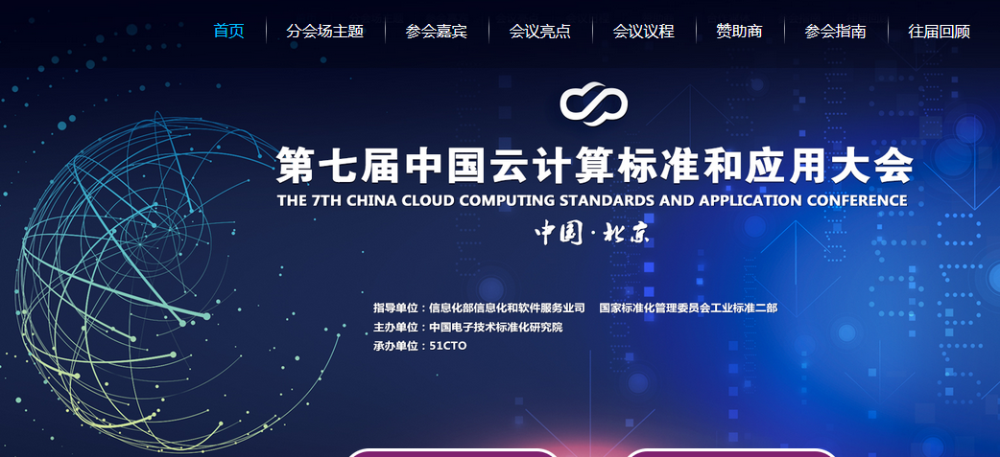 首页 分会场主题 参会嘉宾 会议亮点 会议议程 赞助商 参会指南 往届回顾
第七届中国云计算标准和应用大会
THE 7TH CHINA CLOUD COMPUTING STANDARDS AND APPLICATION CONFERENCE
中国·北京
指导单位：信息化部信息化和软件服务业司 国家标准化管理委员会工业标准二部
主办单位：中国电子技术标准化研究院
承办单位：51CTO